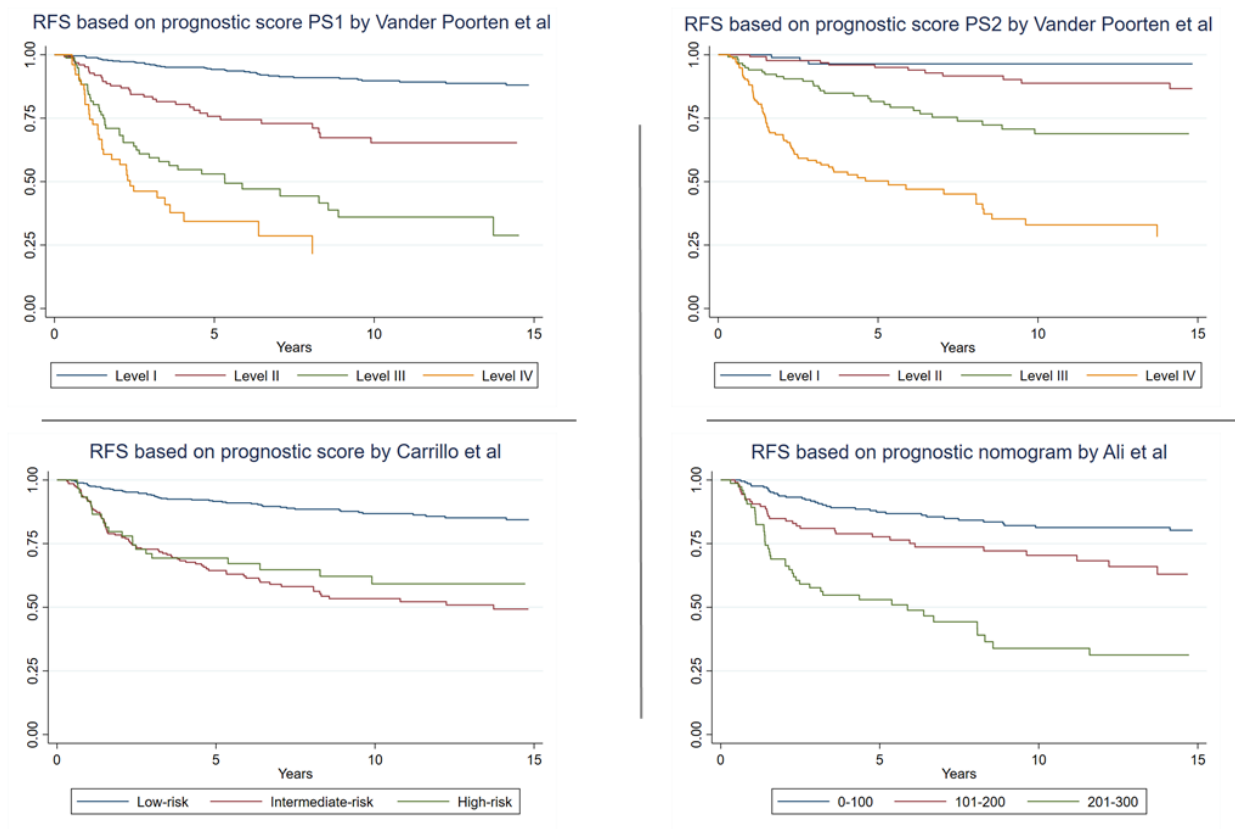 RFS based on prognostic score PS1 by Vander Poorten et al
1.00
0.75
0.50
0.25
0.00
0 5 10 15
Years
Level I Level II Level III Level IV
RFS based on prognostic score PS2 by Vander Poorten et al
1.00
0.75
0.50
0.25
0.00
0 5 10 15
Years
Level I Level II Level III Level IV
RFS based on prognostic score by Carrillo et al
1.00
0.75
0.50
0.25
0.00
0 5 10 15
Years
Low-risk Intermediate-risk High-risk
RFS based on prognostic nomogram by Ali et al
1.00
0.75
0.50
0.25
0.00
0 5 10 15
Years
0-100 101-200 201-300